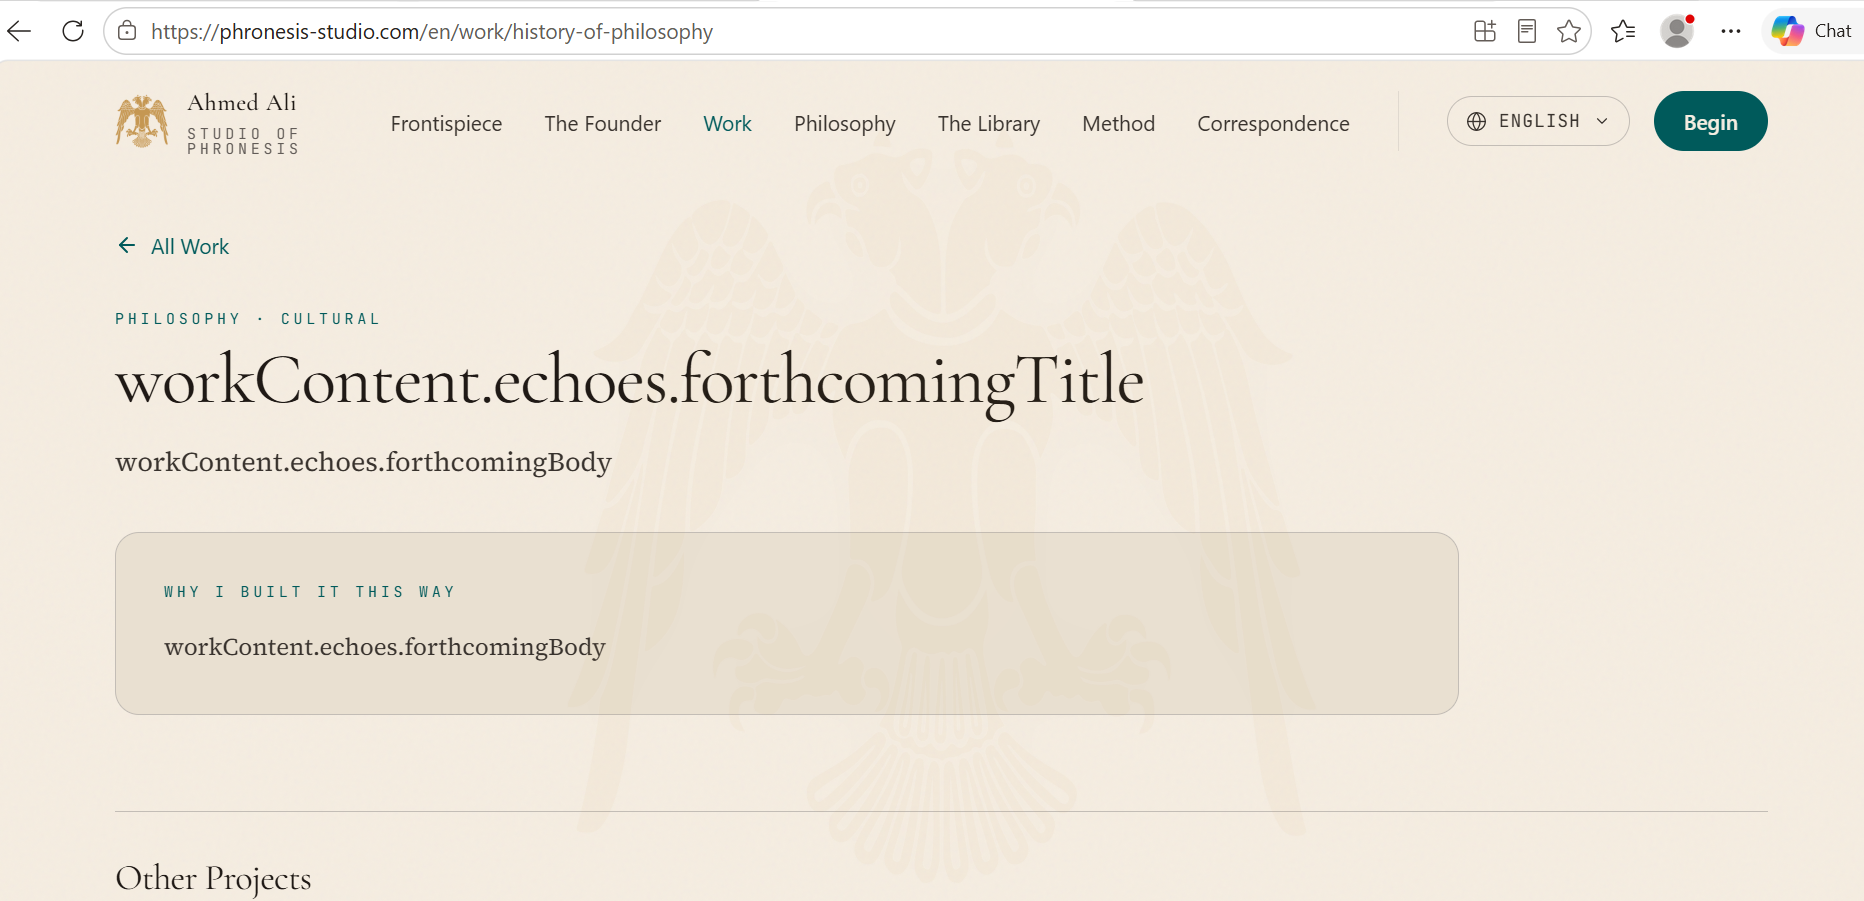 https://phronesis-studio.com/en/work/history-of-philosophy
Chat
Ahmed Ali
STUDIO OF
PHRONESIS
Frontispiece
The Founder
Work
Philosophy
The Library
Method
Correspondence
ENGLISH
Begin
All Work
PHILOSOPHY · CULTURAL
workContent.echoes.forthcomingTitle
workContent.echoes.forthcomingBody
WHY I BUILT IT THIS WAY
workContent.echoes.forthcomingBody
Other Projects